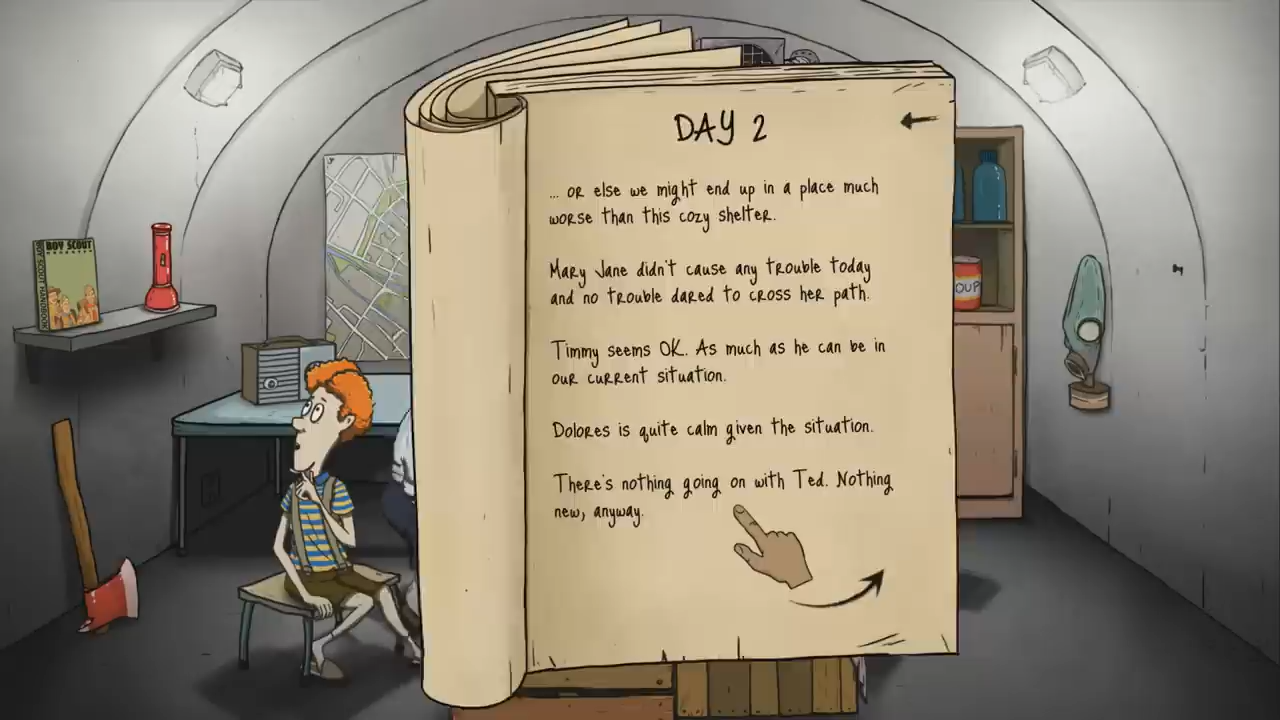 DAY 2
... or else we might end up in a place much
worse than this cozy shelter.
Mary Jane didn't cause any trouble today
and no trouble dared to cross her path.
Timmy seems OK. As much as he can be in
our current situation.
Dolores is quite calm given the situation.
There's nothing going on with Ted. Nothing
new, anyway.
BOY SCOUT
BOY SCOUT HANDBOOK
OUP